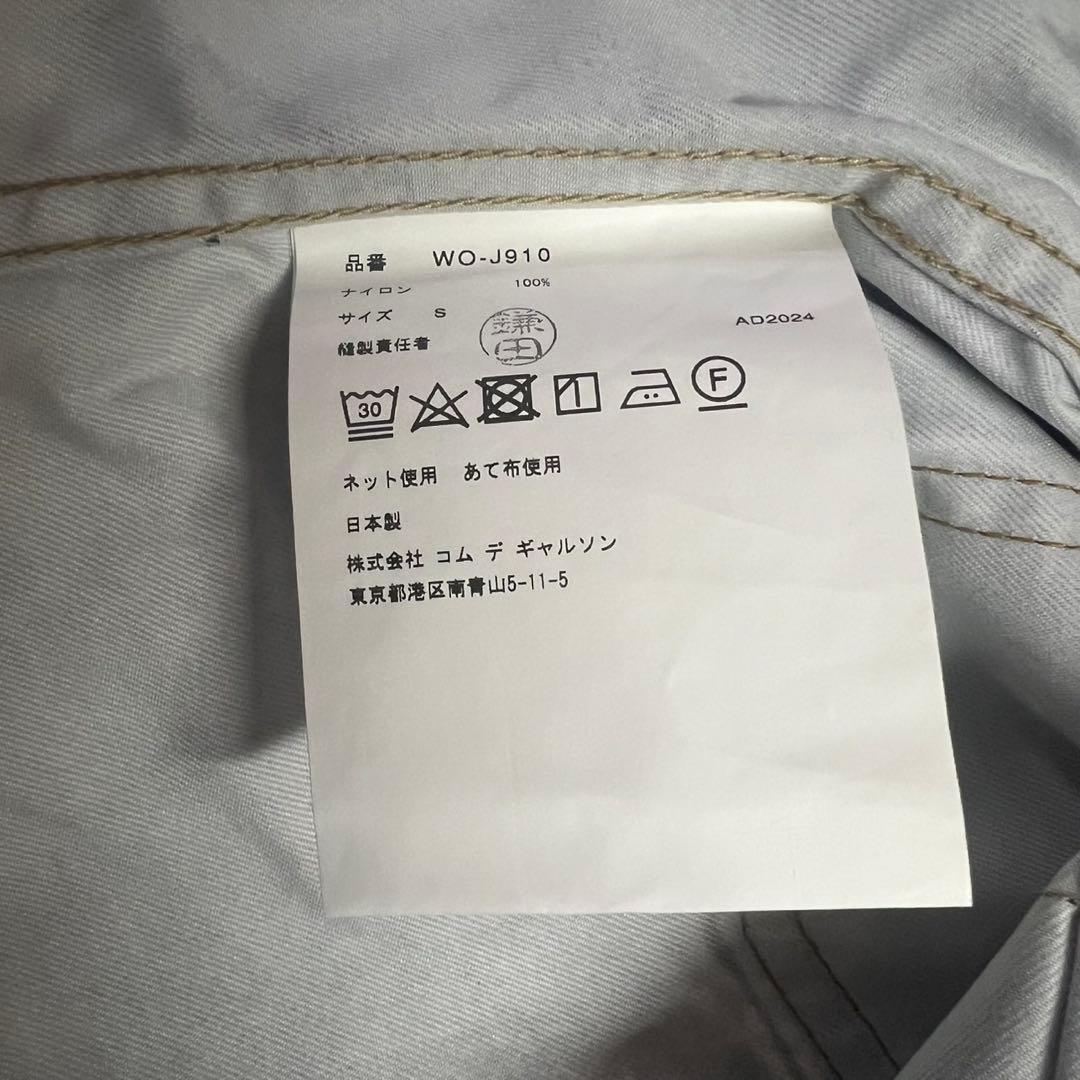 品番 WO-J910
ナイロン 100%
サイズ S
AD2024
縫製責任者 鎌田
30
F
ネット使用 あて布使用
日本製
株式会社 コム デ ギャルソン
東京都港区南青山5-11-5